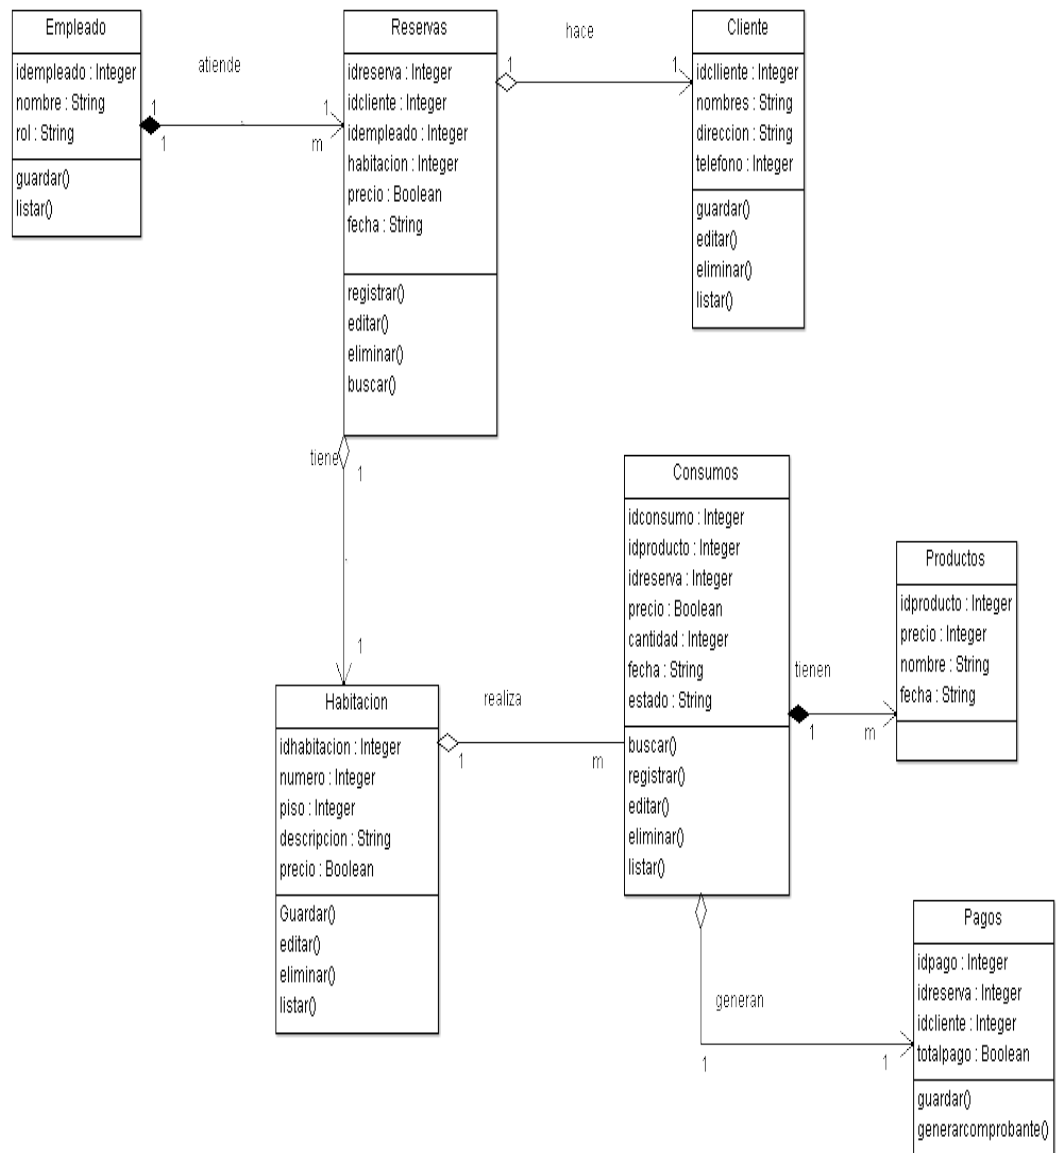 Empleado
idempleado : Integer
nombre : String
rol : String
guardar()
listar()
atiende
1
1
1
m
Reservas
idreserva : Integer
idcliente : Integer
idempleado : Integer
habitacion : Integer
precio : Boolean
fecha : String
registrar()
editar()
eliminar()
buscar()
hace
1
1
Cliente
idclliente : Integer
nombres : String
direccion : String
telefono : Integer
guardar()
editar()
eliminar()
listar()
tiene
1
1
Habitacion
idhabitacion : Integer
numero : Integer
piso : Integer
descripcion : String
precio : Boolean
Guardar()
editar()
eliminar()
listar()
realiza
1
m
Consumos
idconsumo : Integer
idproducto : Integer
idreserva : Integer
precio : Boolean
cantidad : Integer
fecha : String
estado : String
buscar()
registrar()
editar()
eliminar()
listar()
tienen
1
m
Productos
idproducto : Integer
precio : Integer
nombre : String
fecha : String
generan
1
1
Pagos
idpago : Integer
idreserva : Integer
idcliente : Integer
totalpago : Boolean
guardar()
generarcomprobante()